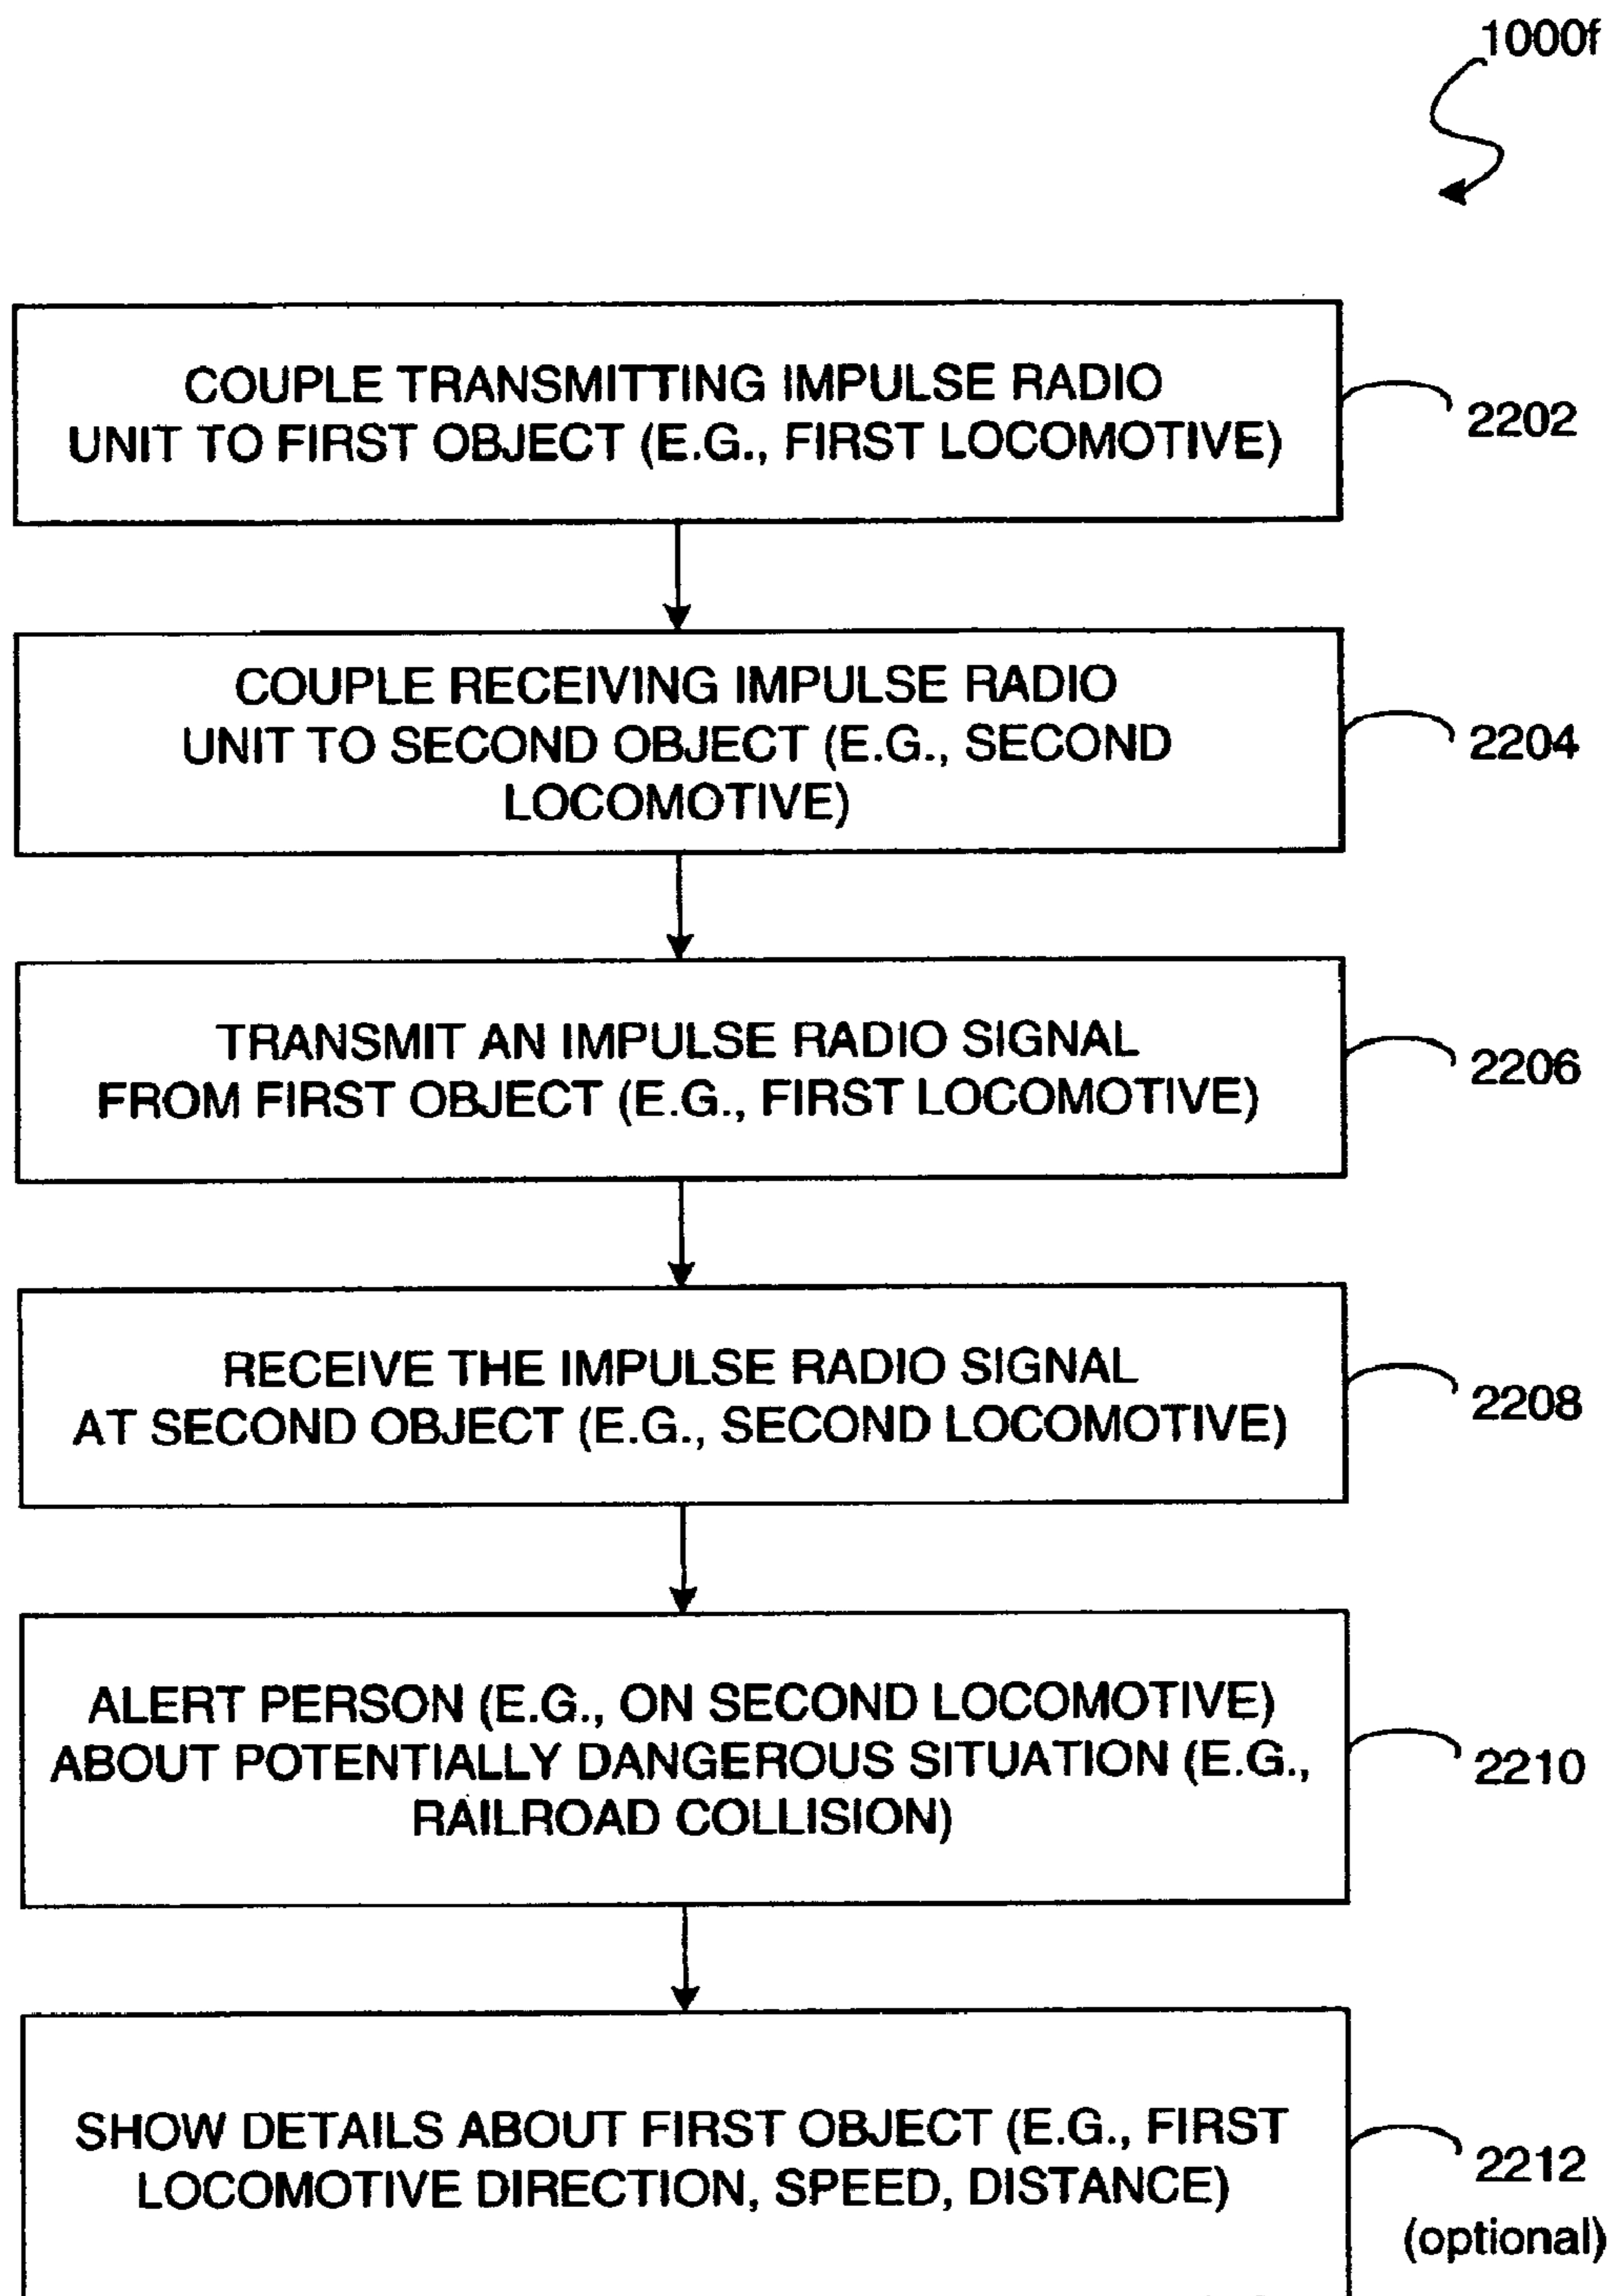 1000f
COUPLE TRANSMITTING IMPULSE RADIO
UNIT TO FIRST OBJECT (E.G., FIRST LOCOMOTIVE)
2202
COUPLE RECEIVING IMPULSE RADIO
UNIT TO SECOND OBJECT (E.G., SECOND
LOCOMOTIVE)
2204
TRANSMIT AN IMPULSE RADIO SIGNAL
FROM FIRST OBJECT (E.G., FIRST LOCOMOTIVE)
2206
RECEIVE THE IMPULSE RADIO SIGNAL
AT SECOND OBJECT (E.G., SECOND LOCOMOTIVE)
2208
ALERT PERSON (E.G., ON SECOND LOCOMOTIVE)
ABOUT POTENTIALLY DANGEROUS SITUATION (E.G.,
RAILROAD COLLISION)
2210
SHOW DETAILS ABOUT FIRST OBJECT (E.G., FIRST
LOCOMOTIVE DIRECTION, SPEED, DISTANCE)
2212
(optional)